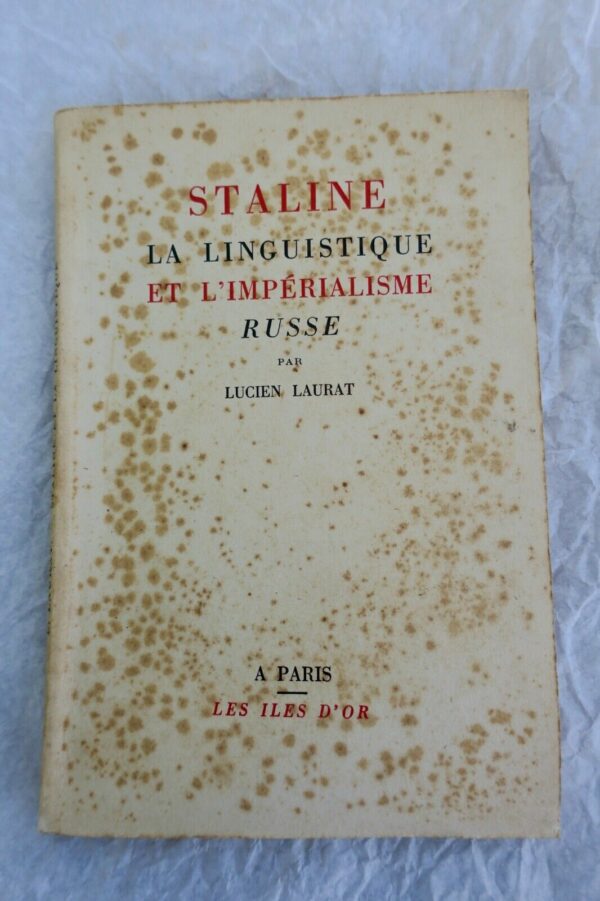 STALINE
LA LINGUISTIQUE
ET L'IMPÉRIALISME
RUSSE
PAR
LUCIEN LAURAT
A PARIS
LES ILES D'OR